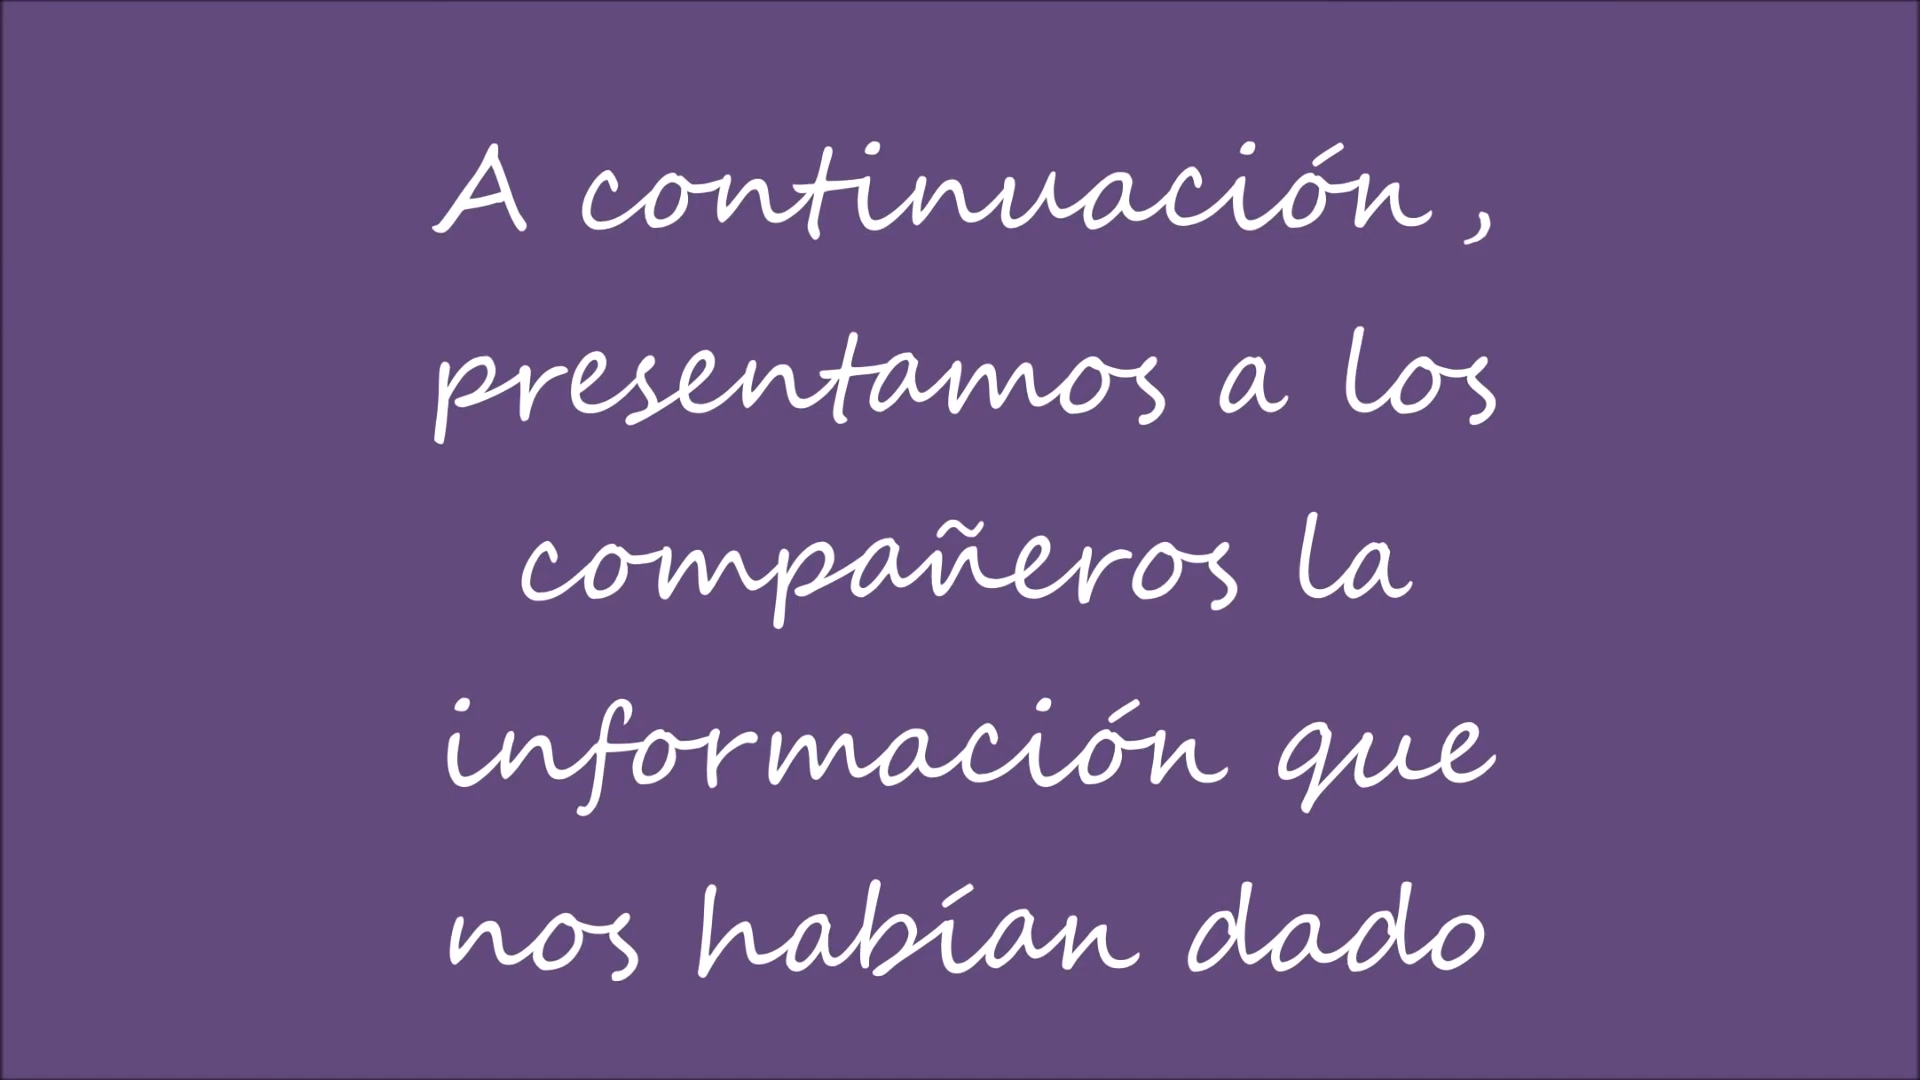 A continuación ,
presentamos a los
compañeros la
información que
nos habían dado